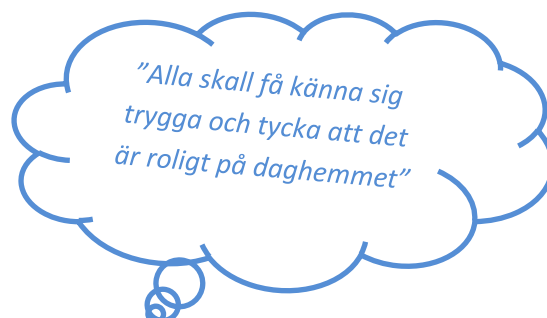 ”Alla skall få känna sig
trygga och tycka att det
är roligt på daghemmet”